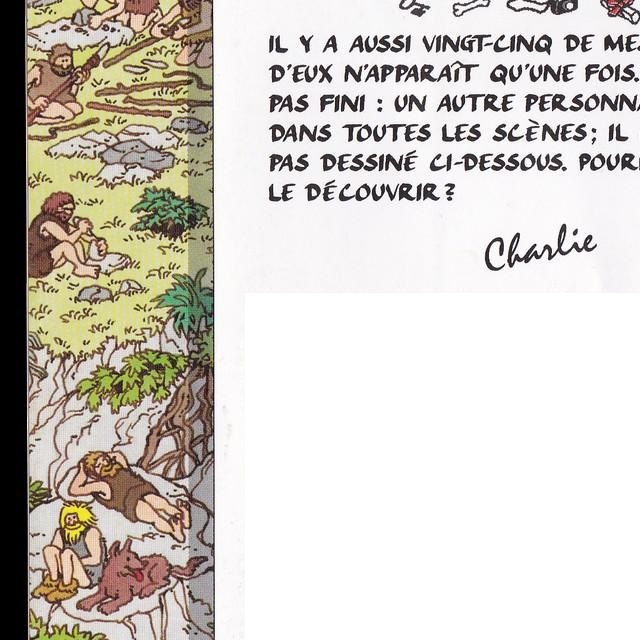 IL Y A AUSSI VINGT-CINQ DE
D'EUX N'APPARAÎT QU'UNE FOIS.
PAS FINI : UN AUTRE
DANS TOUTES LES SCÈNES ; IL
PAS DESSINÉ CI-DESSOUS.
LE DÉCOUVRIR ?
Charlie